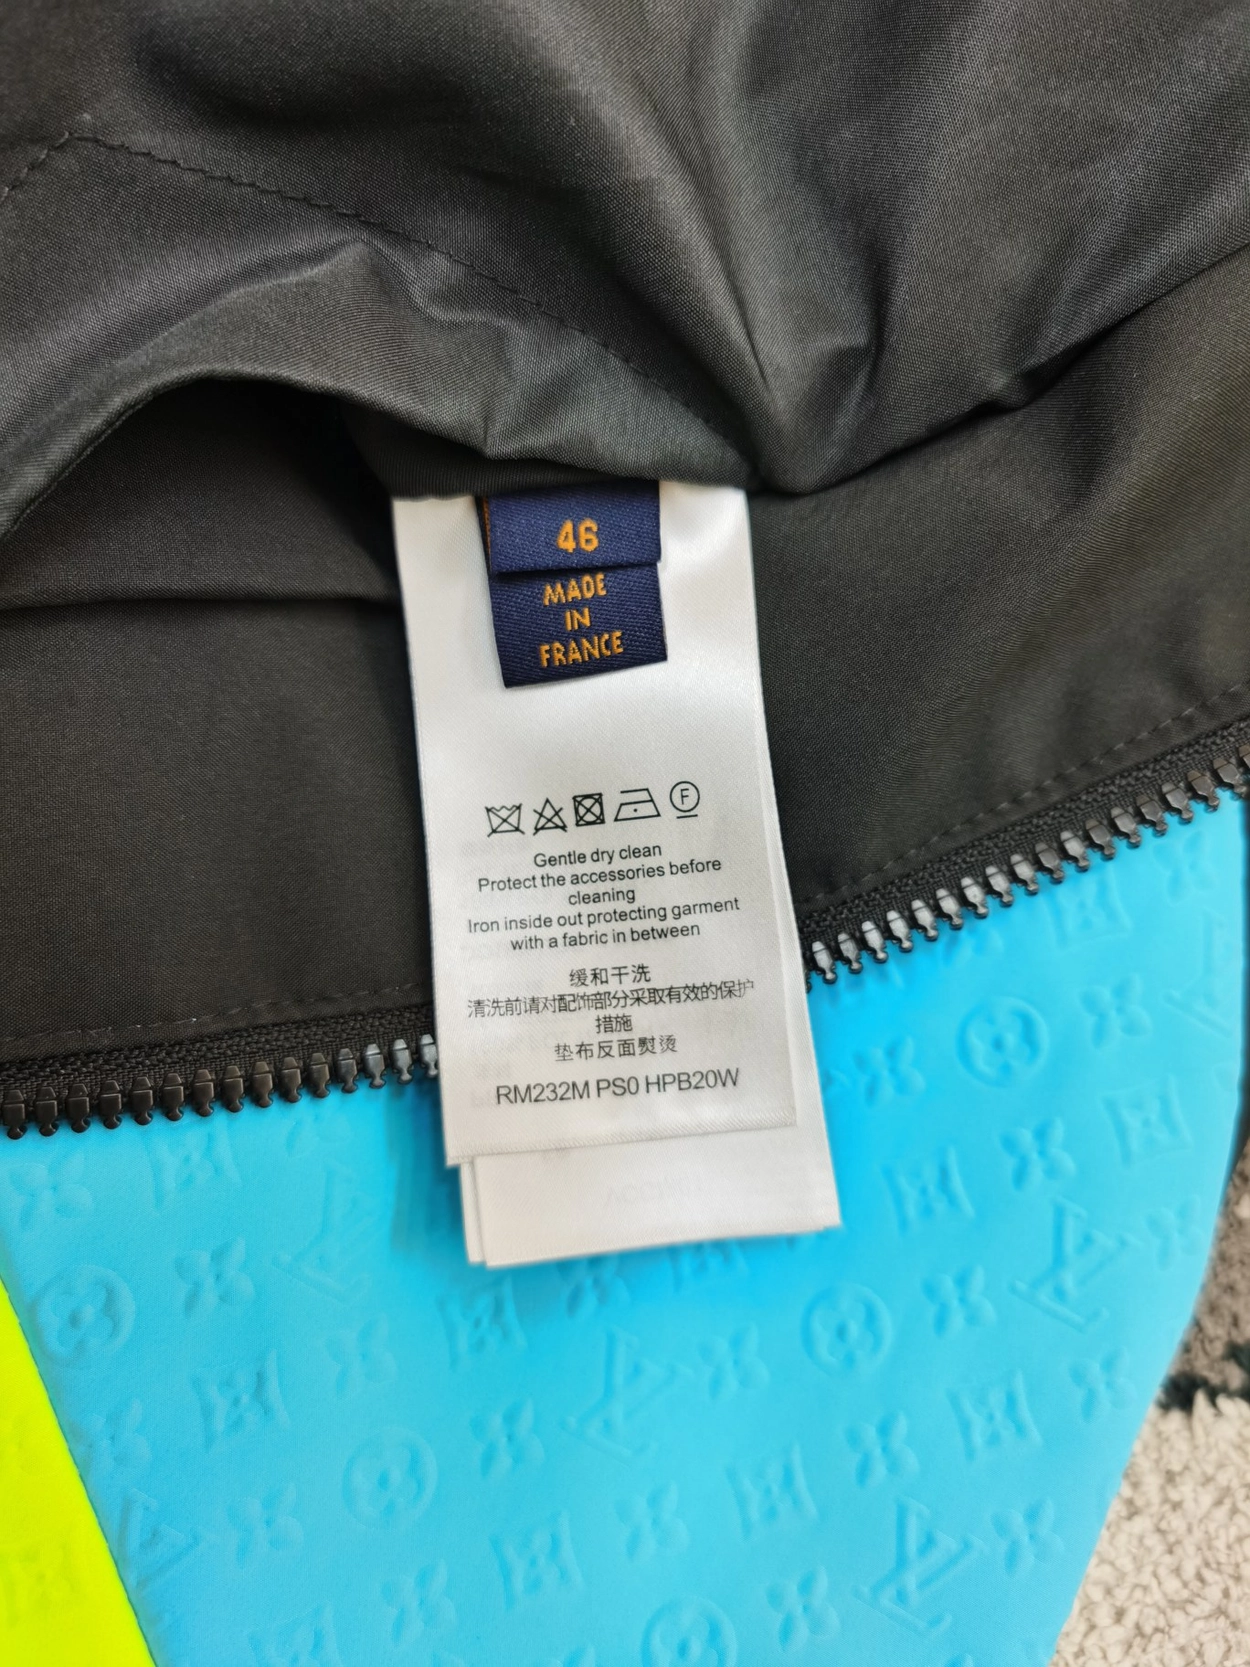 46
MADE
IN
FRANCE
F
Gentle dry clean
Protect the accessories before
cleaning
Iron inside out protecting garment
with a fabric in between
缓和干洗
清洗前请对配饰部分采取有效的保护
措施
垫布反面熨烫
RM232M PS0 HPB20W